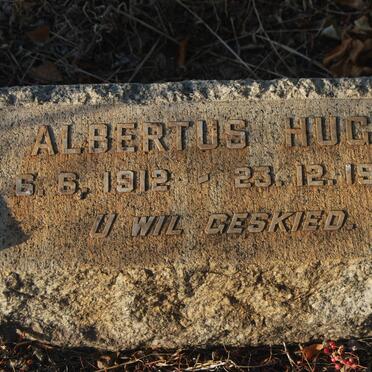 ALBERTUS HUG
6. 6. 1912 - 23. 12. 19
U WIL GESKIED.